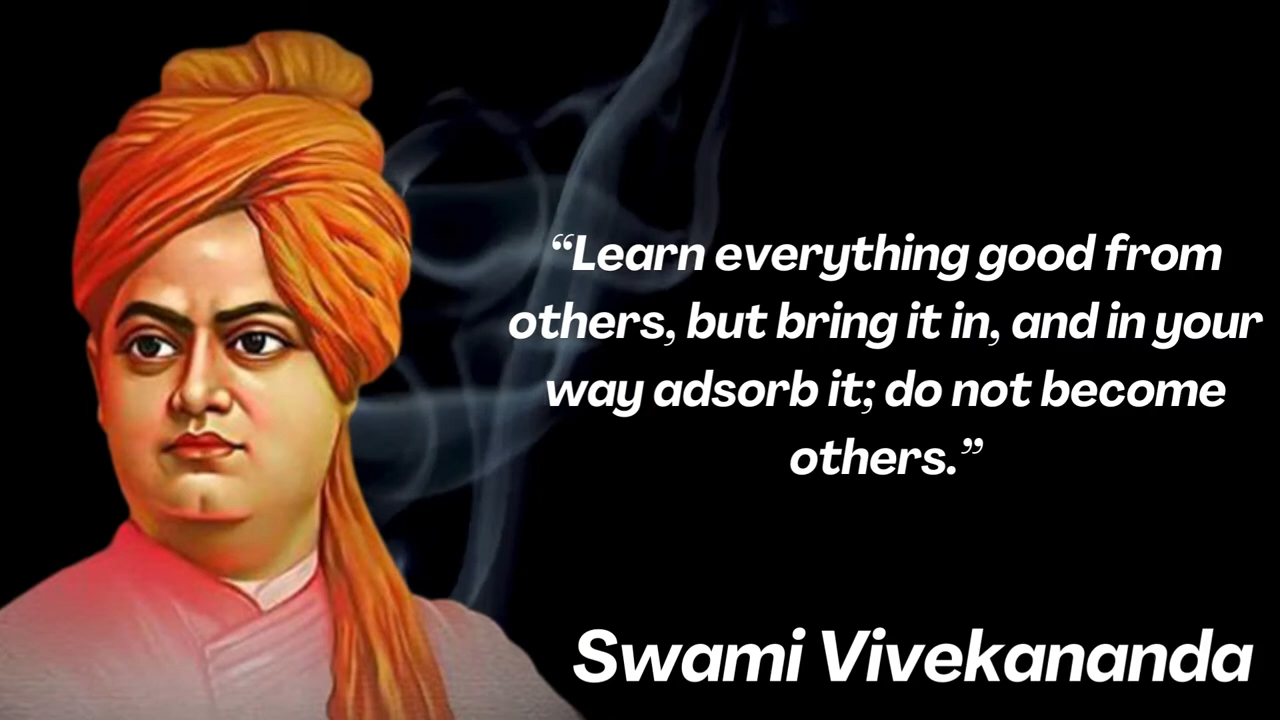 “Learn everything good from
others, but bring it in, and in your
way adsorb it; do not become
others.”
Swami Vivekananda